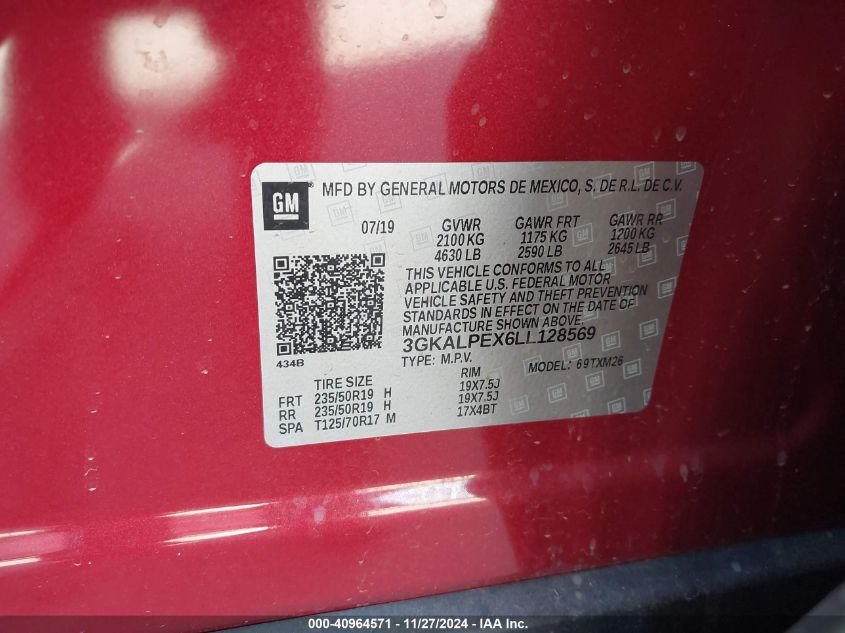 GM
MFD BY GENERAL MOTORS DE MEXICO, S. DE R.L. DE C.V.
07/19 GVWR GAWR FRT GAWR RR
2100 KG 1175 KG 1200 KG
4630 LB 2590 LB 2645 LB
THIS VEHICLE CONFORMS TO ALL
APPLICABLE U.S. FEDERAL MOTOR
VEHICLE SAFETY AND THEFT PREVENTION
STANDARDS IN EFFECT ON THE DATE OF
MANUFACTURE SHOWN ABOVE.
3GKALPEX6LL128569
434B
TYPE: M.P.V. MODEL: 69TXM26
TIRE SIZE RIM
FRT 235/50R19 H 19X7.5J
RR 235/50R19 H 19X7.5J
SPA T125/70R17 M 17X4BT
000-40964571 - 11/27/2024 - IAA Inc.